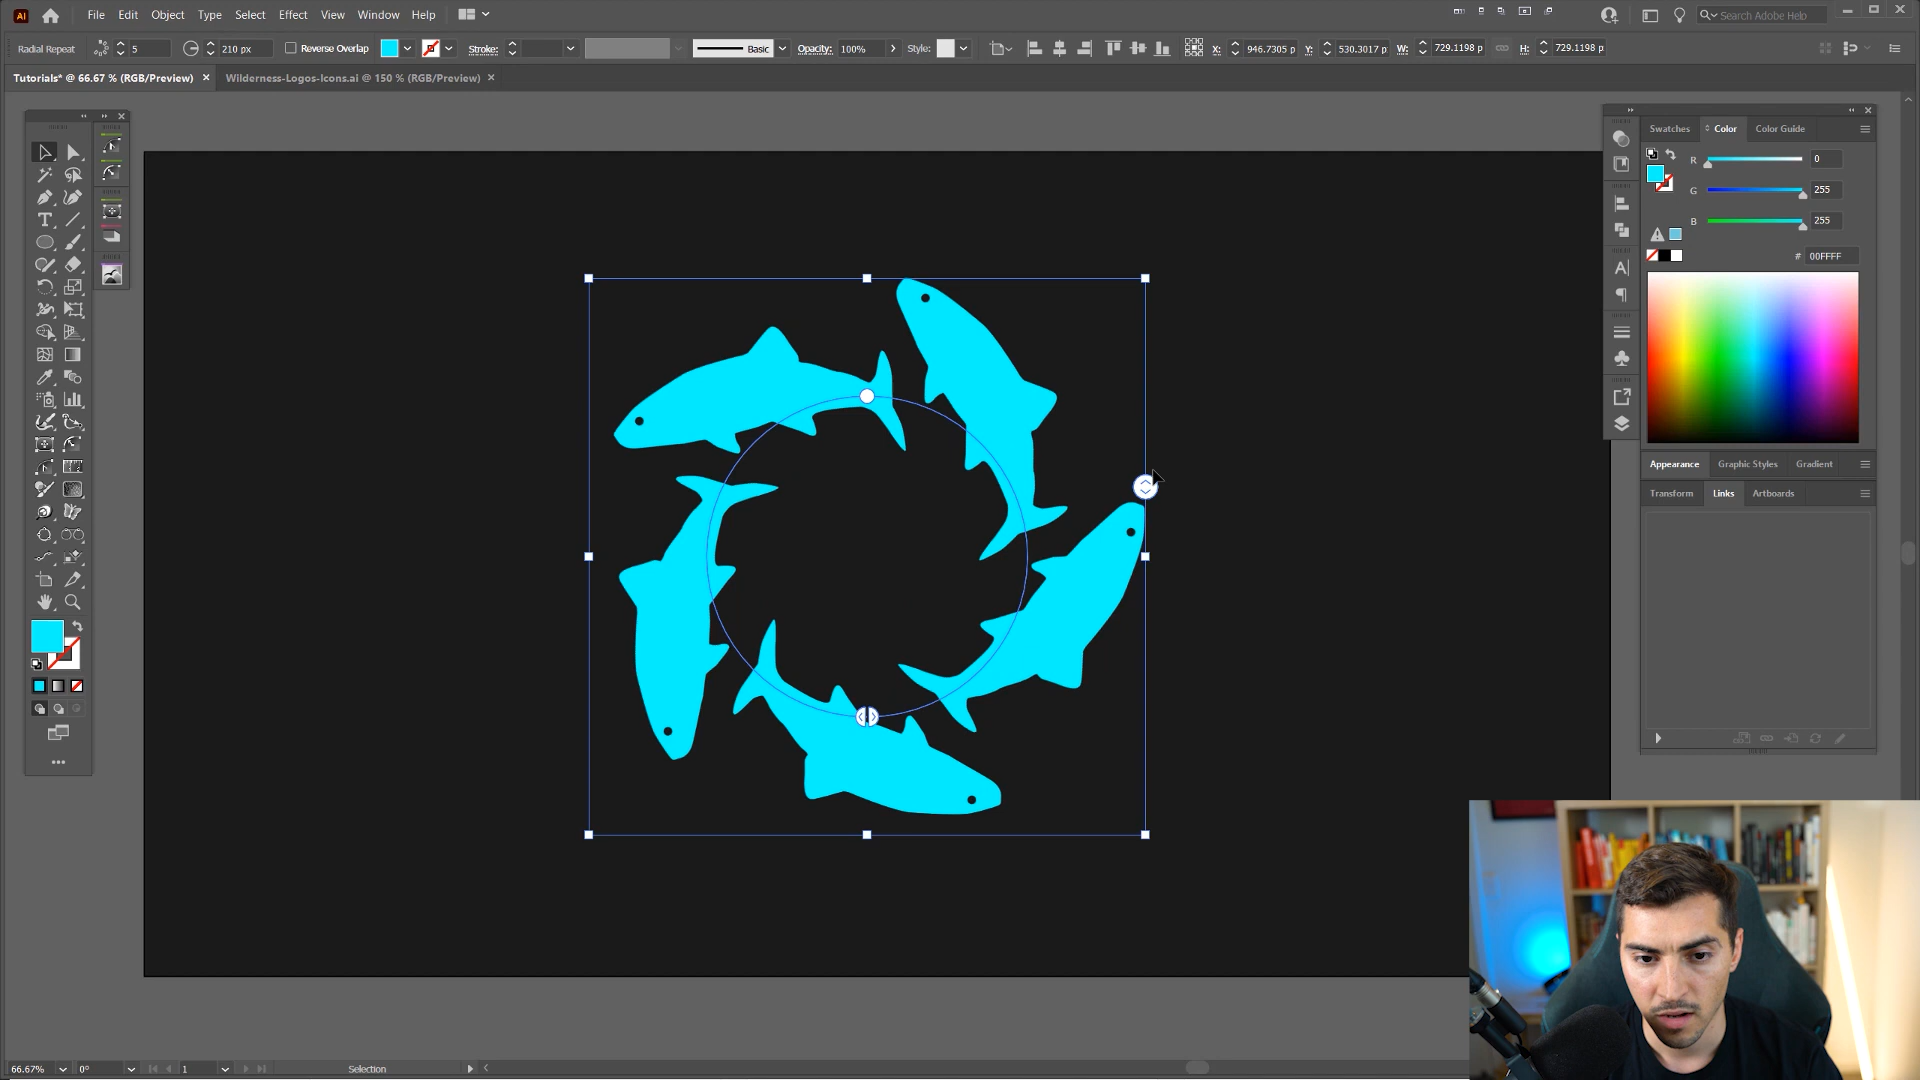 Ai File Edit Object Type Select Effect View Window Help Search Adobe Help
Radial Repeat 5 210 px Reverse Overlap Stroke: Basic Opacity: 100% Style: X: 946.7305 p Y: 530.3017 p W: 729.1198 p H: 729.1198 p
Tutorials* @ 66.67 % (RGB/Preview) × Wilderness-Logos-Icons.ai @ 150 % (RGB/Preview) ×
Swatches Color Color Guide
R 0
G 255
B 255
# 00FFFF
Appearance Graphic Styles Gradient
Transform Links Artboards
66.67% 0° 1 Selection